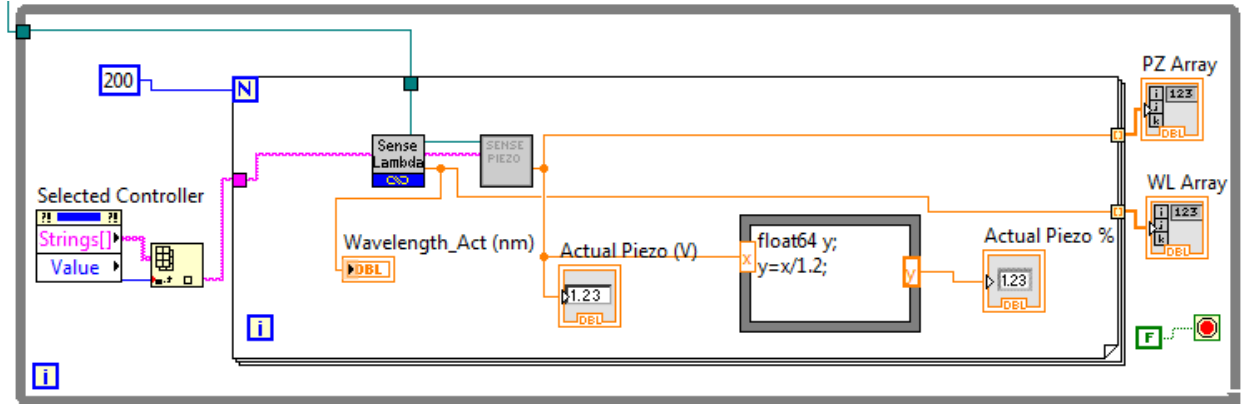 PZ Array
200
N
i 123
j
k
DBL
Sense
Lambda
SENSE
PIEZO
WL Array
i 123
j
k
DBL
Selected Controller
?! ?!
Strings[]
Value
Wavelength_Act (nm)
DBL
Actual Piezo (V)
1.23
DBL
x
float64 y;
y=x/1.2;
y
Actual Piezo %
1.23
DBL
i
F
i